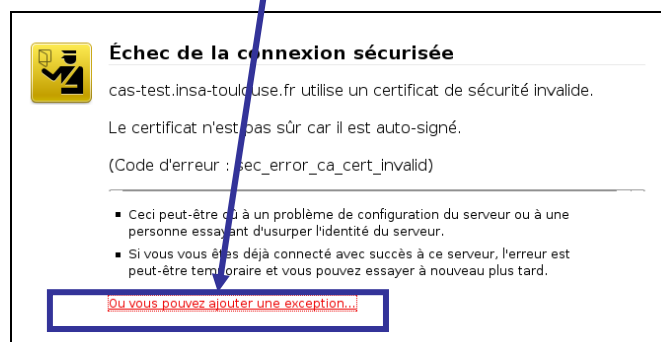 Échec de la connexion sécurisée
cas-test.insa-toulouse.fr utilise un certificat de sécurité invalide.
Le certificat n'est pas sûr car il est auto-signé.
(Code d'erreur : sec_error_ca_cert_invalid)
▪ Ceci peut-être dû à un problème de configuration du serveur ou à une
personne essayant d'usurper l'identité du serveur.
▪ Si vous vous êtes déjà connecté avec succès à ce serveur, l'erreur est
peut-être temporaire et vous pouvez essayer à nouveau plus tard.
Ou vous pouvez ajouter une exception...